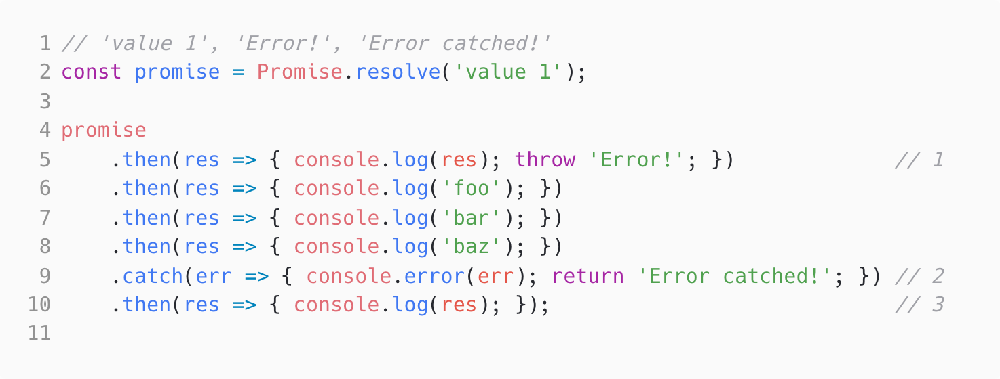 1 // 'value 1', 'Error!', 'Error catched!'
2 const promise = Promise.resolve('value 1');
3
4 promise
5     .then(res => { console.log(res); throw 'Error!'; })             // 1
6     .then(res => { console.log('foo'); })
7     .then(res => { console.log('bar'); })
8     .then(res => { console.log('baz'); })
9     .catch(err => { console.error(err); return 'Error catched!'; }) // 2
10     .then(res => { console.log(res); });                            // 3
11